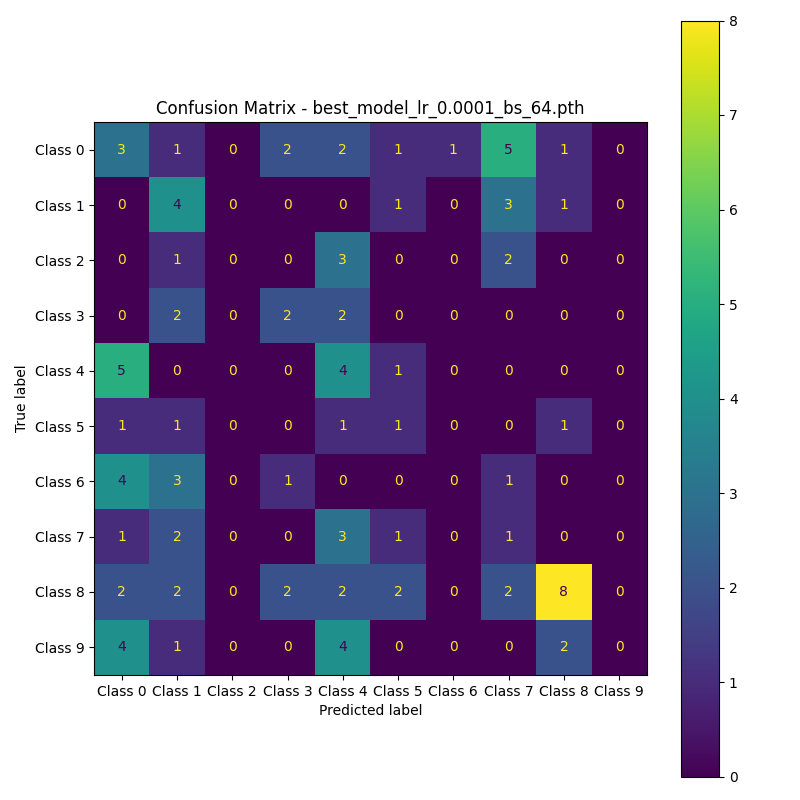 Confusion Matrix - best_model_lr_0.0001_bs_64.pth
Class 0 3 1 0 2 2 1 1 5 1 0
Class 1 0 4 0 0 0 1 0 3 1 0
Class 2 0 1 0 0 3 0 0 2 0 0
Class 3 0 2 0 2 2 0 0 0 0 0
Class 4 5 0 0 0 4 1 0 0 0 0
Class 5 1 1 0 0 1 1 0 0 1 0
Class 6 4 3 0 1 0 0 0 1 0 0
Class 7 1 2 0 0 3 1 0 1 0 0
Class 8 2 2 0 2 2 2 0 2 8 0
Class 9 4 1 0 0 4 0 0 0 2 0
Class 0 Class 1 Class 2 Class 3 Class 4 Class 5 Class 6 Class 7 Class 8 Class 9
Predicted label
True label
8
7
6
5
4
3
2
1
0